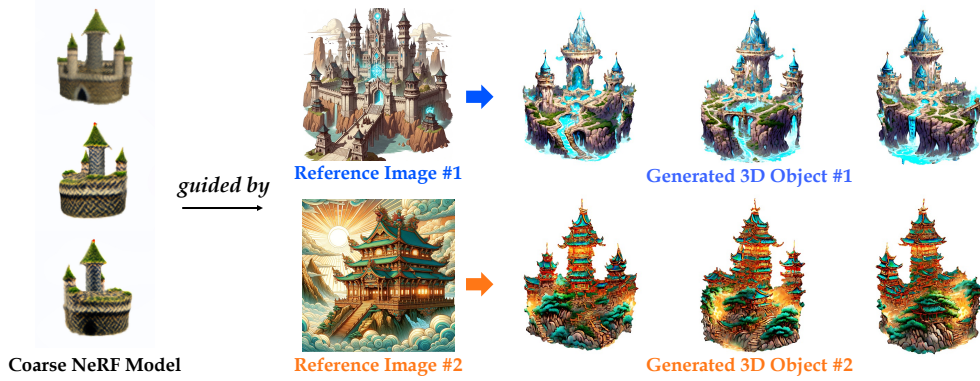 guided by
Reference Image #1
Generated 3D Object #1
Coarse NeRF Model
Reference Image #2
Generated 3D Object #2